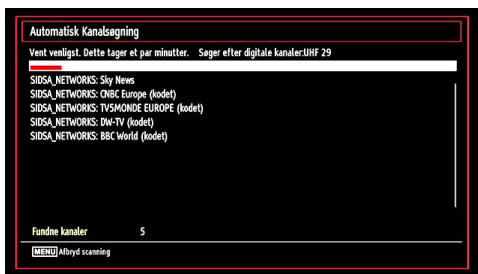 Automatisk Kanalsøgning
Vent venligst. Dette tager et par minutter. Søger efter digitale kanaler:UHF 29
SIDSA_NETWORKS: Sky News
SIDSA_NETWORKS: CNBC Europe (kodet)
SIDSA_NETWORKS: TV5MONDE EUROPE (kodet)
SIDSA_NETWORKS: DW-TV (kodet)
SIDSA_NETWORKS: BBC World (kodet)
Fundne kanaler 5
MENU Afbryd scanning